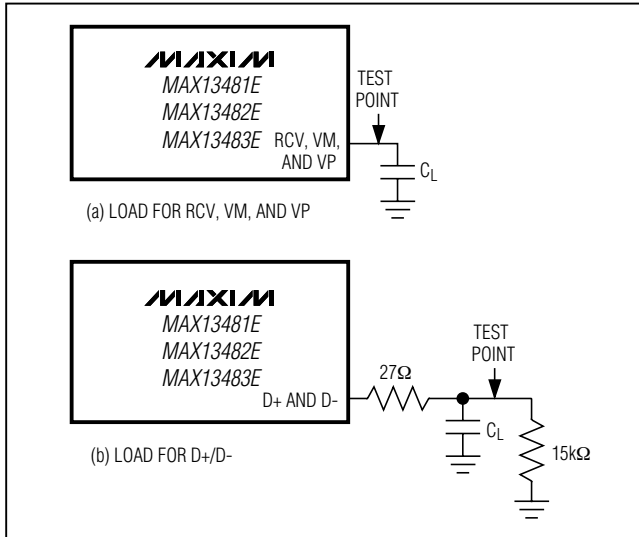 MAXIM
MAX13481E
MAX13482E
MAX13483E
RCV, VM,
AND VP
TEST
POINT
CL
(a) LOAD FOR RCV, VM, AND VP
MAXIM
MAX13481E
MAX13482E
MAX13483E
D+ AND D-
27Ω
TEST
POINT
CL
15kΩ
(b) LOAD FOR D+/D-